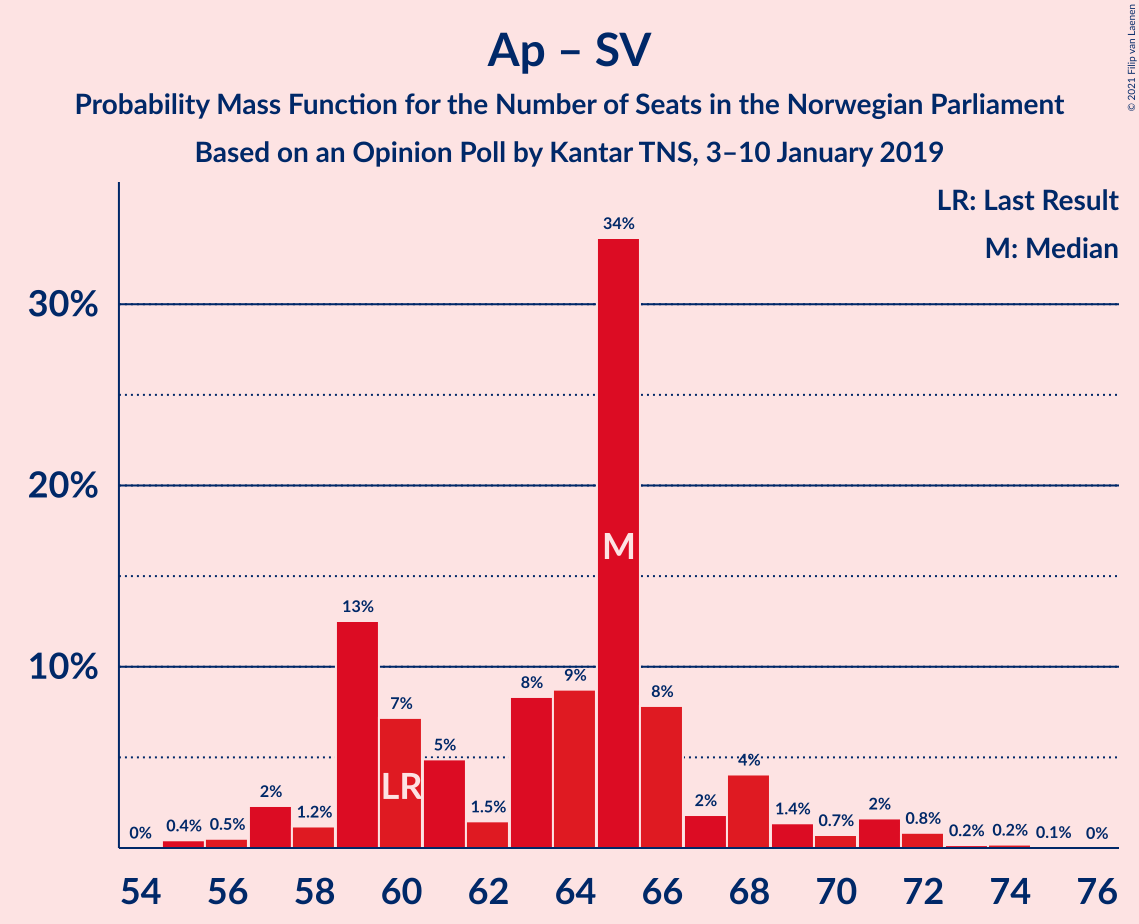 Ap – SV
Probability Mass Function for the Number of Seats in the Norwegian Parliament
Based on an Opinion Poll by Kantar TNS, 3–10 January 2019
© 2021 Filip van Laenen
LR: Last Result
M: Median
30%
20%
10%
0%
0.4%
0.5%
2%
1.2%
13%
7%
5%
1.5%
8%
9%
34%
8%
2%
4%
1.4%
0.7%
2%
0.8%
0.2%
0.2%
0.1%
0%
LR
M
54 56 58 60 62 64 66 68 70 72 74 76